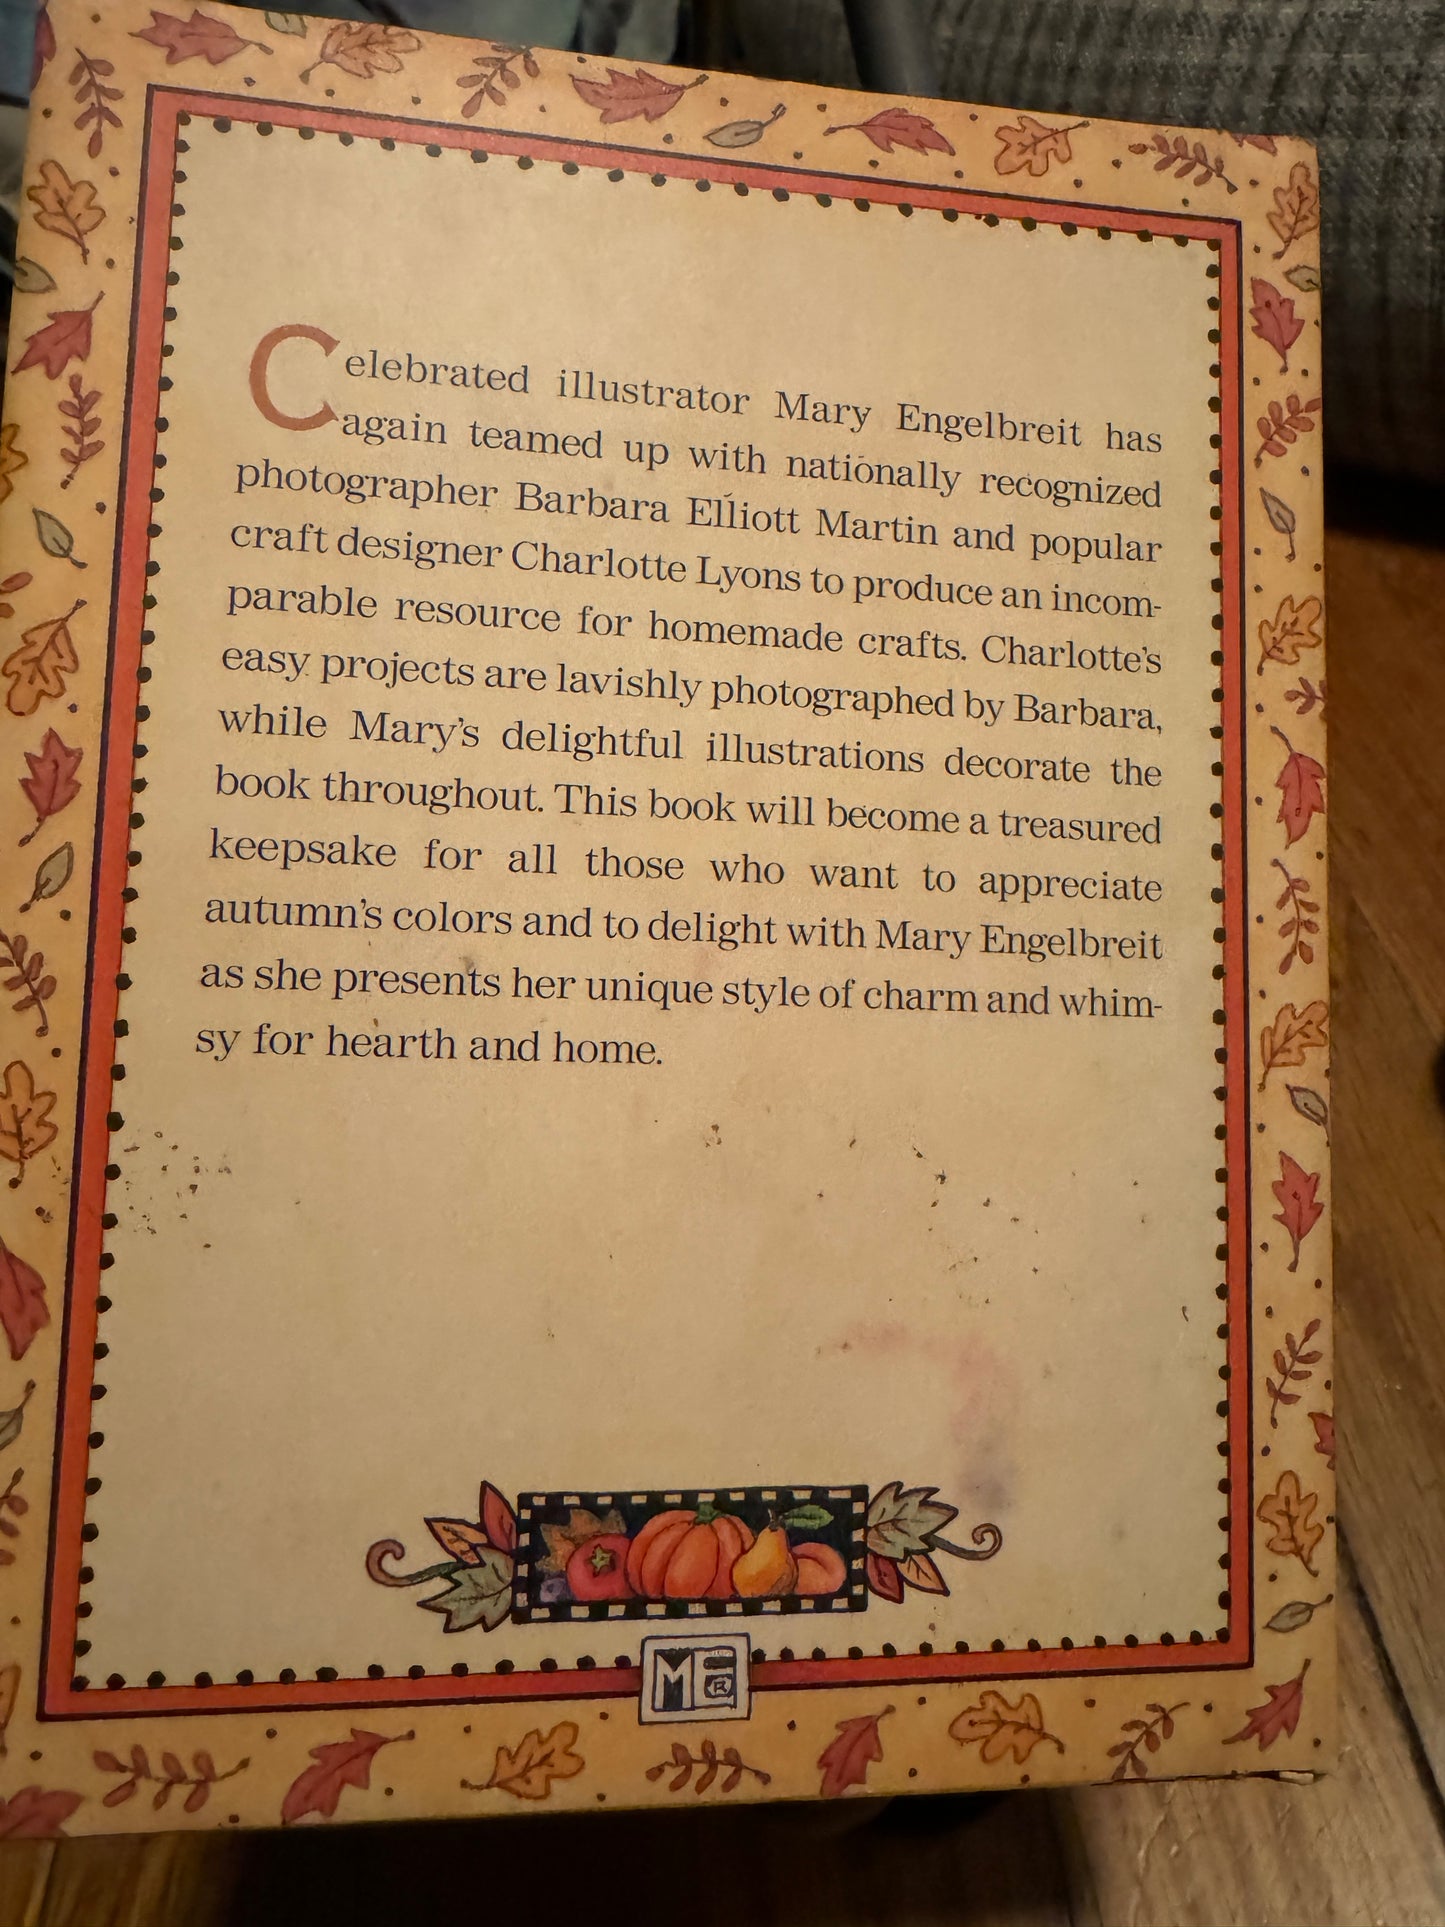 Celebrated illustrator Mary Engelbreit has
again teamed up with nationally recognized
photographer Barbara Elliott Martin and popular
craft designer Charlotte Lyons to produce an incom-
parable resource for homemade crafts. Charlotte's
easy projects are lavishly photographed by Barbara,
while Mary's delightful illustrations decorate the
book throughout. This book will become a treasured
keepsake for all those who want to appreciate
autumn's colors and to delight with Mary Engelbreit
as she presents her unique style of charm and whim-
sy for hearth and home.
ME
®